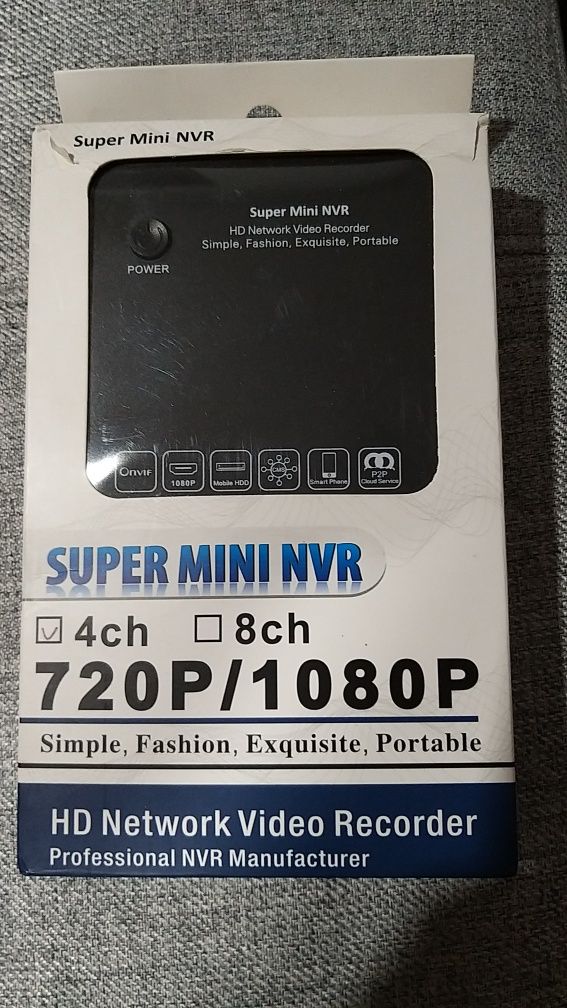 Super Mini NVR
Super Mini NVR
HD Network Video Recorder
Simple, Fashion, Exquisite, Portable
POWER
Onvif
1080P
Mobile HDD
CMS
Smart Phone
P2P
Cloud Service
SUPER MINI NVR
4ch 8ch
720P/1080P
Simple, Fashion, Exquisite, Portable
HD Network Video Recorder
Professional NVR Manufacturer